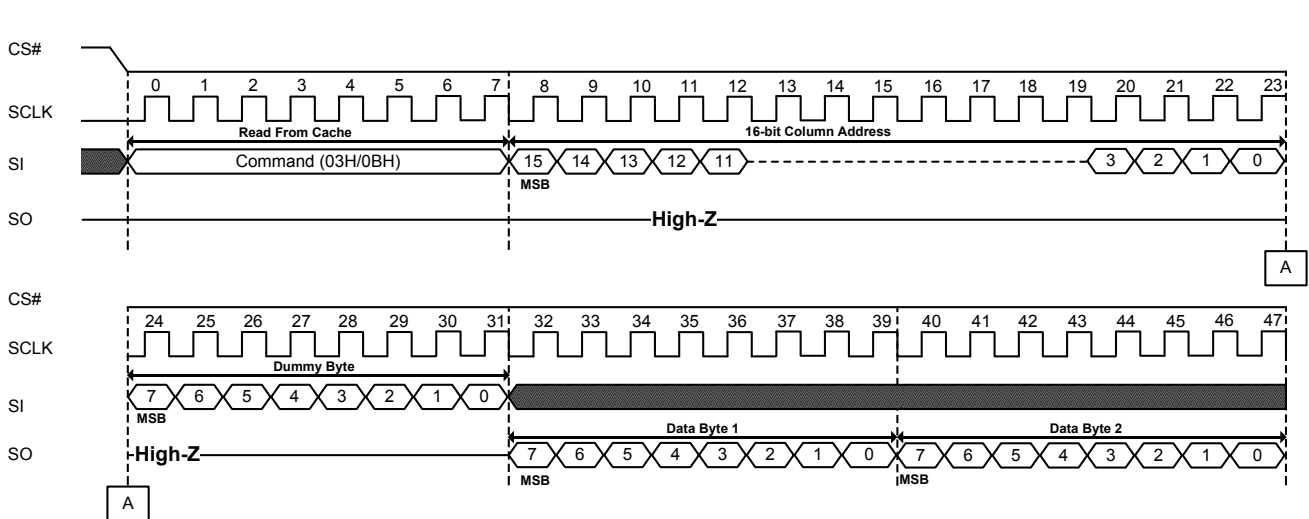 CS#
0 1 2 3 4 5 6 7 8 9 10 11 12 13 14 15 16 17 18 19 20 21 22 23
SCLK
Read From Cache 16-bit Column Address
SI Command (03H/0BH) 15 14 13 12 11 3 2 1 0
MSB
SO High-Z
A
CS#
24 25 26 27 28 29 30 31 32 33 34 35 36 37 38 39 40 41 42 43 44 45 46 47
SCLK
Dummy Byte
SI 7 6 5 4 3 2 1 0
MSB
Data Byte 1 Data Byte 2
SO High-Z 7 6 5 4 3 2 1 0 7 6 5 4 3 2 1 0
MSB MSB
A